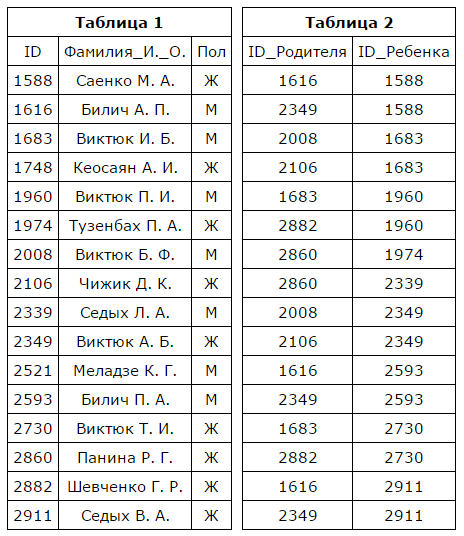 Таблица 1 Таблица 2
ID Фамилия_И._О. Пол ID_Родителя ID_Ребенка
1588 Саенко М. А. Ж 1616 1588
1616 Билич А. П. М 2349 1588
1683 Виктюк И. Б. М 2008 1683
1748 Кеосаян А. И. Ж 2106 1683
1960 Виктюк П. И. М 1683 1960
1974 Тузенбах П. А. Ж 2882 1960
2008 Виктюк Б. Ф. М 2860 1974
2106 Чижик Д. К. Ж 2860 2339
2339 Седых Л. А. М 2008 2349
2349 Виктюк А. Б. Ж 2106 2349
2521 Меладзе К. Г. М 1616 2593
2593 Билич П. А. М 2349 2593
2730 Виктюк Т. И. Ж 1683 2730
2860 Панина Р. Г. Ж 2882 2730
2882 Шевченко Г. Р. Ж 1616 2911
2911 Седых В. А. Ж 2349 2911